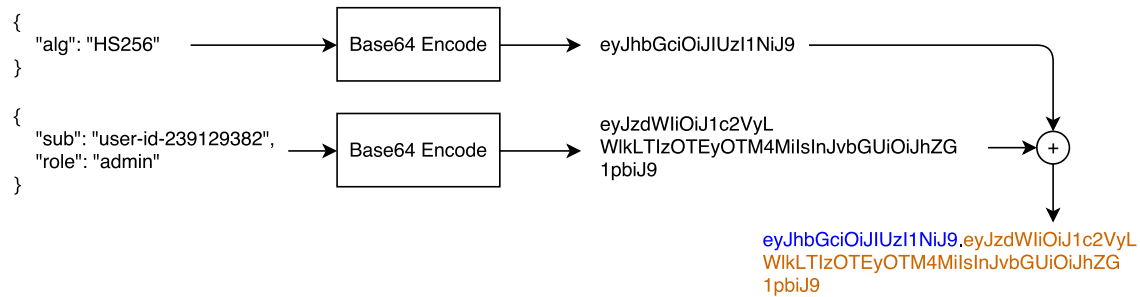 {
"alg": "HS256"
}
Base64 Encode
eyJhbGciOiJIUzI1NiJ9
{
"sub": "user-id-239129382",
"role": "admin"
}
Base64 Encode
eyJzdWIiOiJ1c2VyL
WlkLTIzOTEyOTM4MiIsInJvbGUiOiJhZG
1pbiJ9
+
eyJhbGciOiJIUzI1NiJ9.eyJzdWIiOiJ1c2VyL
WlkLTIzOTEyOTM4MiIsInJvbGUiOiJhZG
1pbiJ9